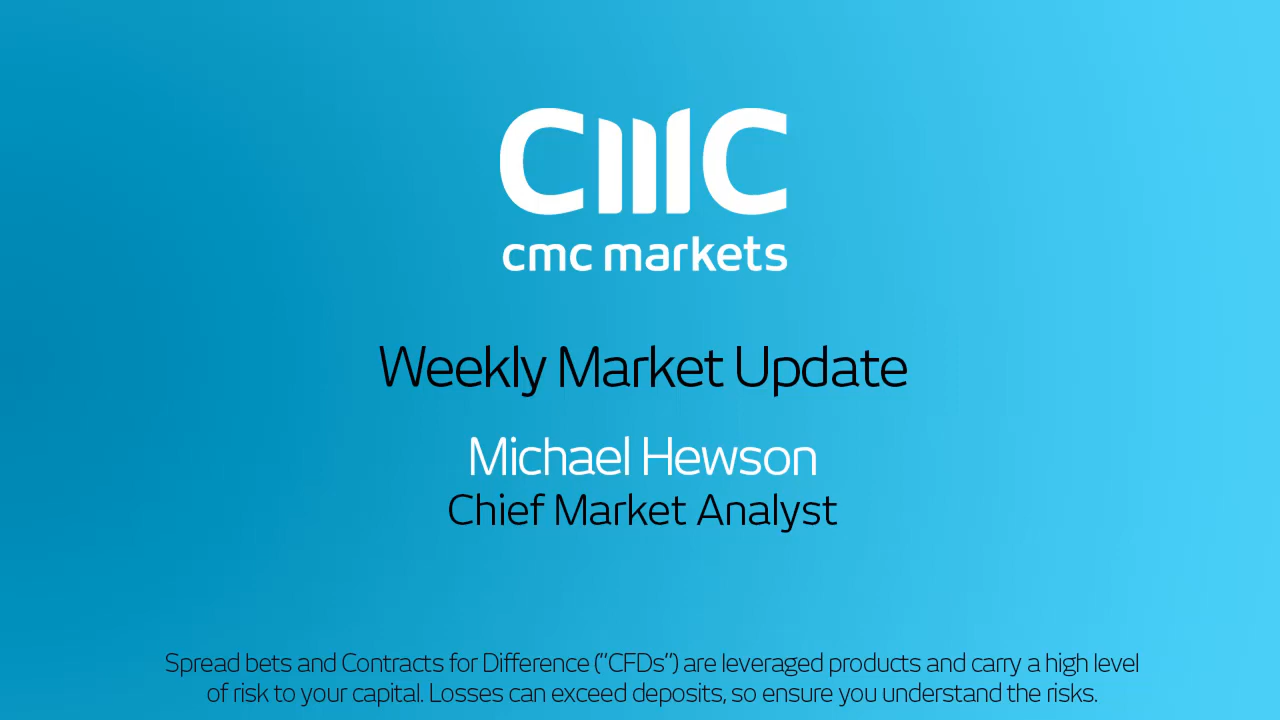 CMC
cmc markets
Weekly Market Update
Michael Hewson
Chief Market Analyst
Spread bets and Contracts for Difference (”CFDs”) are leveraged products and carry a high level
of risk to your capital. Losses can exceed deposits, so ensure you understand the risks.